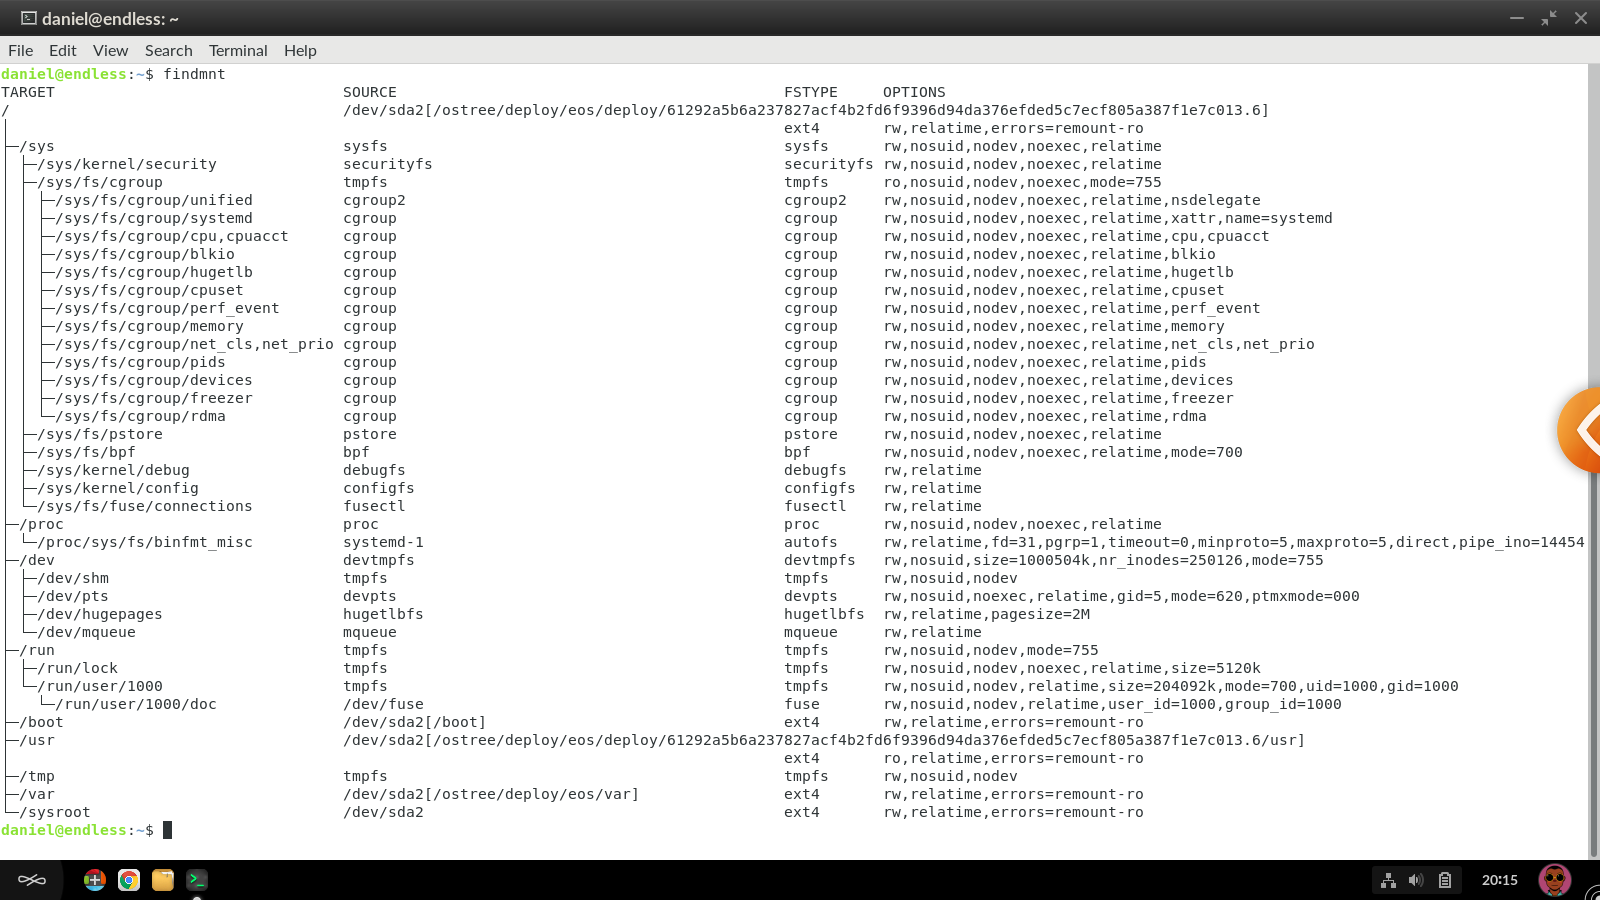 daniel@endless: ~
File Edit View Search Terminal Help
daniel@endless:~$ findmnt
TARGET SOURCE FSTYPE OPTIONS
/ /dev/sda2[/ostree/deploy/eos/deploy/61292a5b6a237827acf4b2fd6f9396d94da376efded5c7ecf805a387f1e7c013.6]
ext4 rw,relatime,errors=remount-ro
├─/sys sysfs sysfs rw,nosuid,nodev,noexec,relatime
│ ├─/sys/kernel/security securityfs securityfs rw,nosuid,nodev,noexec,relatime
│ ├─/sys/fs/cgroup tmpfs tmpfs ro,nosuid,nodev,noexec,mode=755
│ │ ├─/sys/fs/cgroup/unified cgroup2 cgroup2 rw,nosuid,nodev,noexec,relatime,nsdelegate
│ │ ├─/sys/fs/cgroup/systemd cgroup cgroup rw,nosuid,nodev,noexec,relatime,xattr,name=systemd
│ │ ├─/sys/fs/cgroup/cpu,cpuacct cgroup cgroup rw,nosuid,nodev,noexec,relatime,cpu,cpuacct
│ │ ├─/sys/fs/cgroup/blkio cgroup cgroup rw,nosuid,nodev,noexec,relatime,blkio
│ │ ├─/sys/fs/cgroup/hugetlb cgroup cgroup rw,nosuid,nodev,noexec,relatime,hugetlb
│ │ ├─/sys/fs/cgroup/cpuset cgroup cgroup rw,nosuid,nodev,noexec,relatime,cpuset
│ │ ├─/sys/fs/cgroup/perf_event cgroup cgroup rw,nosuid,nodev,noexec,relatime,perf_event
│ │ ├─/sys/fs/cgroup/memory cgroup cgroup rw,nosuid,nodev,noexec,relatime,memory
│ │ ├─/sys/fs/cgroup/net_cls,net_prio cgroup cgroup rw,nosuid,nodev,noexec,relatime,net_cls,net_prio
│ │ ├─/sys/fs/cgroup/pids cgroup cgroup rw,nosuid,nodev,noexec,relatime,pids
│ │ ├─/sys/fs/cgroup/devices cgroup cgroup rw,nosuid,nodev,noexec,relatime,devices
│ │ ├─/sys/fs/cgroup/freezer cgroup cgroup rw,nosuid,nodev,noexec,relatime,freezer
│ │ └─/sys/fs/cgroup/rdma cgroup cgroup rw,nosuid,nodev,noexec,relatime,rdma
│ ├─/sys/fs/pstore pstore pstore rw,nosuid,nodev,noexec,relatime
│ ├─/sys/fs/bpf bpf bpf rw,nosuid,nodev,noexec,relatime,mode=700
│ ├─/sys/kernel/debug debugfs debugfs rw,relatime
│ ├─/sys/kernel/config configfs configfs rw,relatime
│ └─/sys/fs/fuse/connections fusectl fusectl rw,relatime
├─/proc proc proc rw,nosuid,nodev,noexec,relatime
│ └─/proc/sys/fs/binfmt_misc systemd-1 autofs rw,relatime,fd=31,pgrp=1,timeout=0,minproto=5,maxproto=5,direct,pipe_ino=14454
├─/dev devtmpfs devtmpfs rw,nosuid,size=1000504k,nr_inodes=250126,mode=755
│ ├─/dev/shm tmpfs tmpfs rw,nosuid,nodev
│ ├─/dev/pts devpts devpts rw,nosuid,noexec,relatime,gid=5,mode=620,ptmxmode=000
│ ├─/dev/hugepages hugetlbfs hugetlbfs rw,relatime,pagesize=2M
│ └─/dev/mqueue mqueue mqueue rw,relatime
├─/run tmpfs tmpfs rw,nosuid,nodev,mode=755
│ ├─/run/lock tmpfs tmpfs rw,nosuid,nodev,noexec,relatime,size=5120k
│ └─/run/user/1000 tmpfs tmpfs rw,nosuid,nodev,relatime,size=204092k,mode=700,uid=1000,gid=1000
│ └─/run/user/1000/doc /dev/fuse fuse rw,nosuid,nodev,relatime,user_id=1000,group_id=1000
├─/boot /dev/sda2[/boot] ext4 rw,relatime,errors=remount-ro
├─/usr /dev/sda2[/ostree/deploy/eos/deploy/61292a5b6a237827acf4b2fd6f9396d94da376efded5c7ecf805a387f1e7c013.6/usr]
│ ext4 ro,relatime,errors=remount-ro
├─/tmp tmpfs tmpfs rw,nosuid,nodev
├─/var /dev/sda2[/ostree/deploy/eos/var] ext4 rw,relatime,errors=remount-ro
└─/sysroot /dev/sda2 ext4 rw,relatime,errors=remount-ro
daniel@endless:~$
20:15